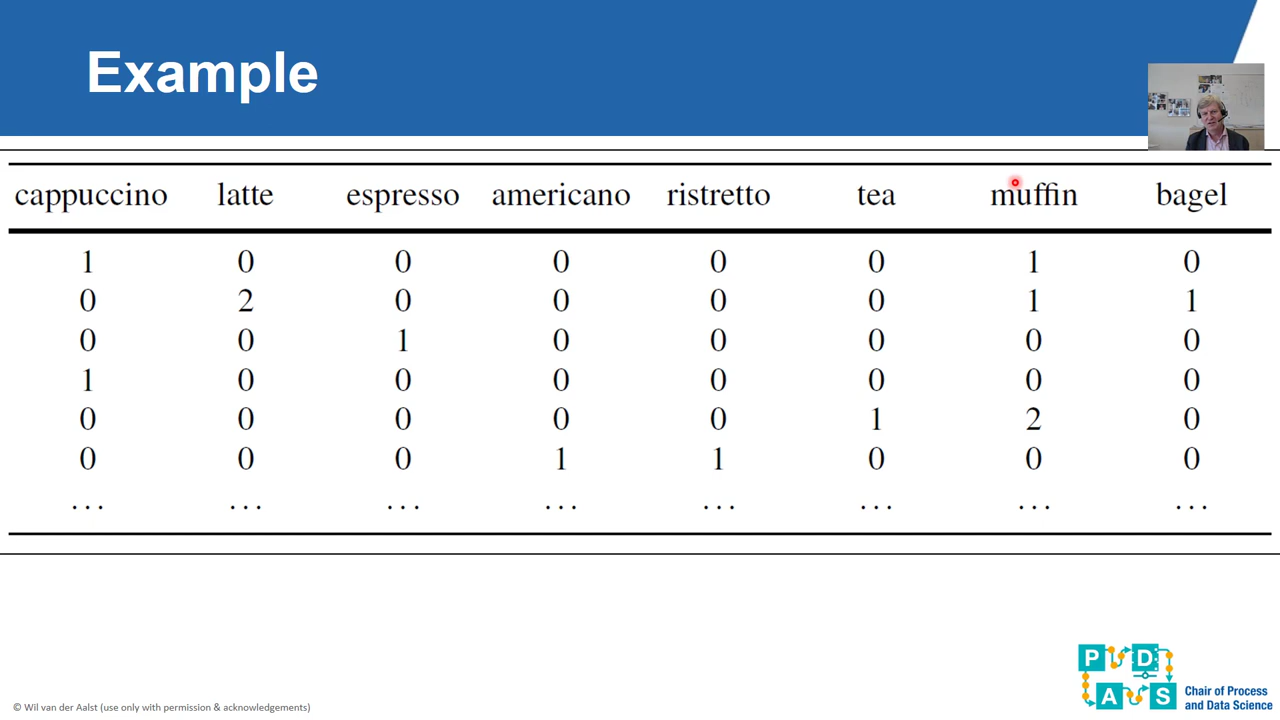 Example
cappuccino latte espresso americano ristretto tea muffin bagel
1 0 0 0 0 0 1 0
0 2 0 0 0 0 1 1
0 0 1 0 0 0 0 0
1 0 0 0 0 0 0 0
0 0 0 0 0 1 2 0
0 0 0 1 1 0 0 0
... ... ... ... ... ... ... ...
P D
A S
Chair of Process
and Data Science
© Wil van der Aalst (use only with permission & acknowledgements)